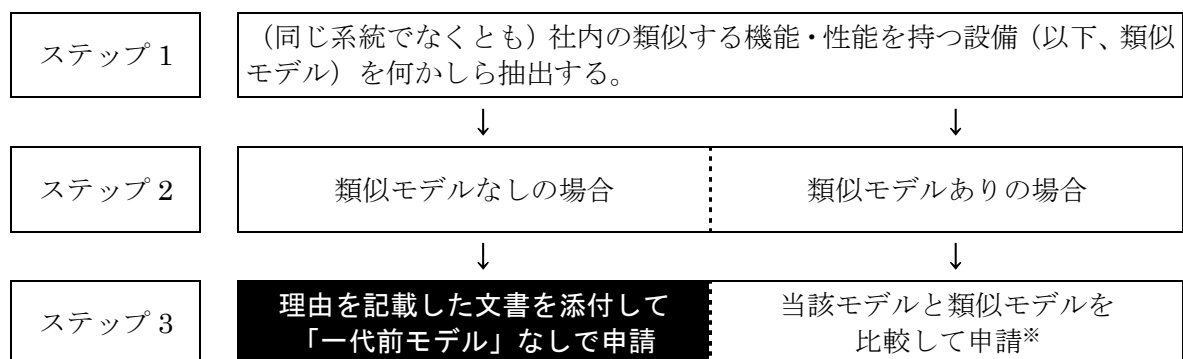 ステップ 1
（同じ系統でなくとも）社内の類似する機能・性能を持つ設備（以下、類似
モデル）を何かしら抽出する。
↓ ↓
ステップ 2
類似モデルなしの場合
類似モデルありの場合
↓ ↓
ステップ 3
理由を記載した文書を添付して
「一代前モデル」なしで申請
当該モデルと類似モデルを
比較して申請※